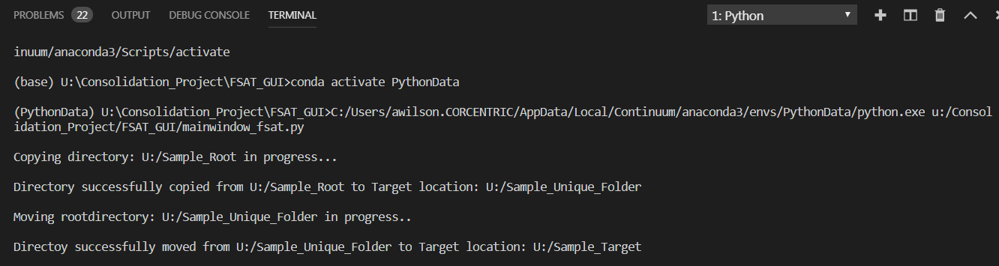 PROBLEMS 22 OUTPUT DEBUG CONSOLE TERMINAL 1: Python
inuum/anaconda3/Scripts/activate
(base) U:\Consolidation_Project\FSAT_GUI>conda activate PythonData
(PythonData) U:\Consolidation_Project\FSAT_GUI>C:/Users/awilson.CORCENTRIC/AppData/Local/Continuum/anaconda3/envs/PythonData/python.exe u:/Consol
idation_Project/FSAT_GUI/mainwindow_fsat.py
Copying directory: U:/Sample_Root in progress...
Directory successfully copied from U:/Sample_Root to Target location: U:/Sample_Unique_Folder
Moving rootdirectory: U:/Sample_Unique_Folder in progress..
Directoy successfully moved from U:/Sample_Unique_Folder to Target location: U:/Sample_Target